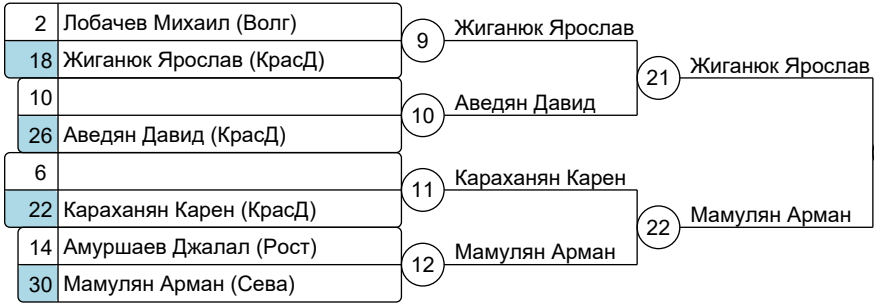 2 Лобачев Михаил (Волг)
18 Жиганюк Ярослав (КрасД)
9 Жиганюк Ярослав
10
26 Аведян Давид (КрасД)
10 Аведян Давид
21 Жиганюк Ярослав
6
22 Караханян Карен (КрасД)
11 Караханян Карен
14 Амуршаев Джалал (Рост)
30 Мамулян Арман (Сева)
12 Мамулян Арман
22 Мамулян Арман